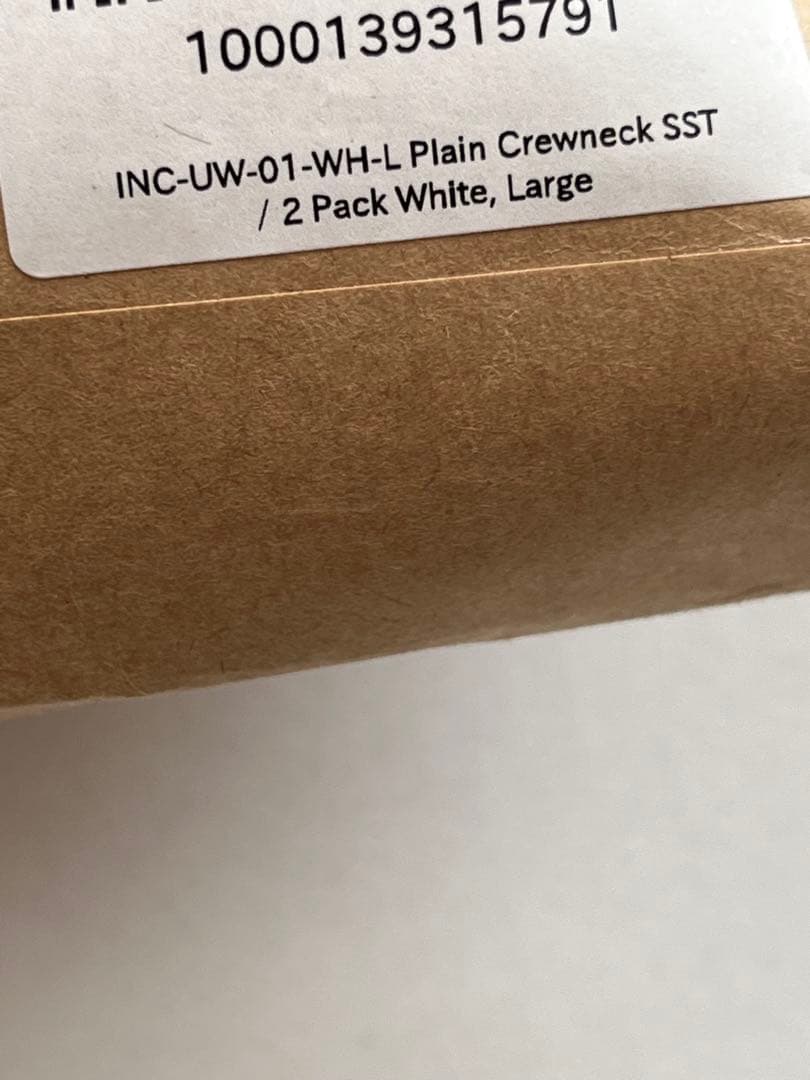 1000139315791
INC-UW-01-WH-L Plain Crewneck SST
/ 2 Pack White, Large